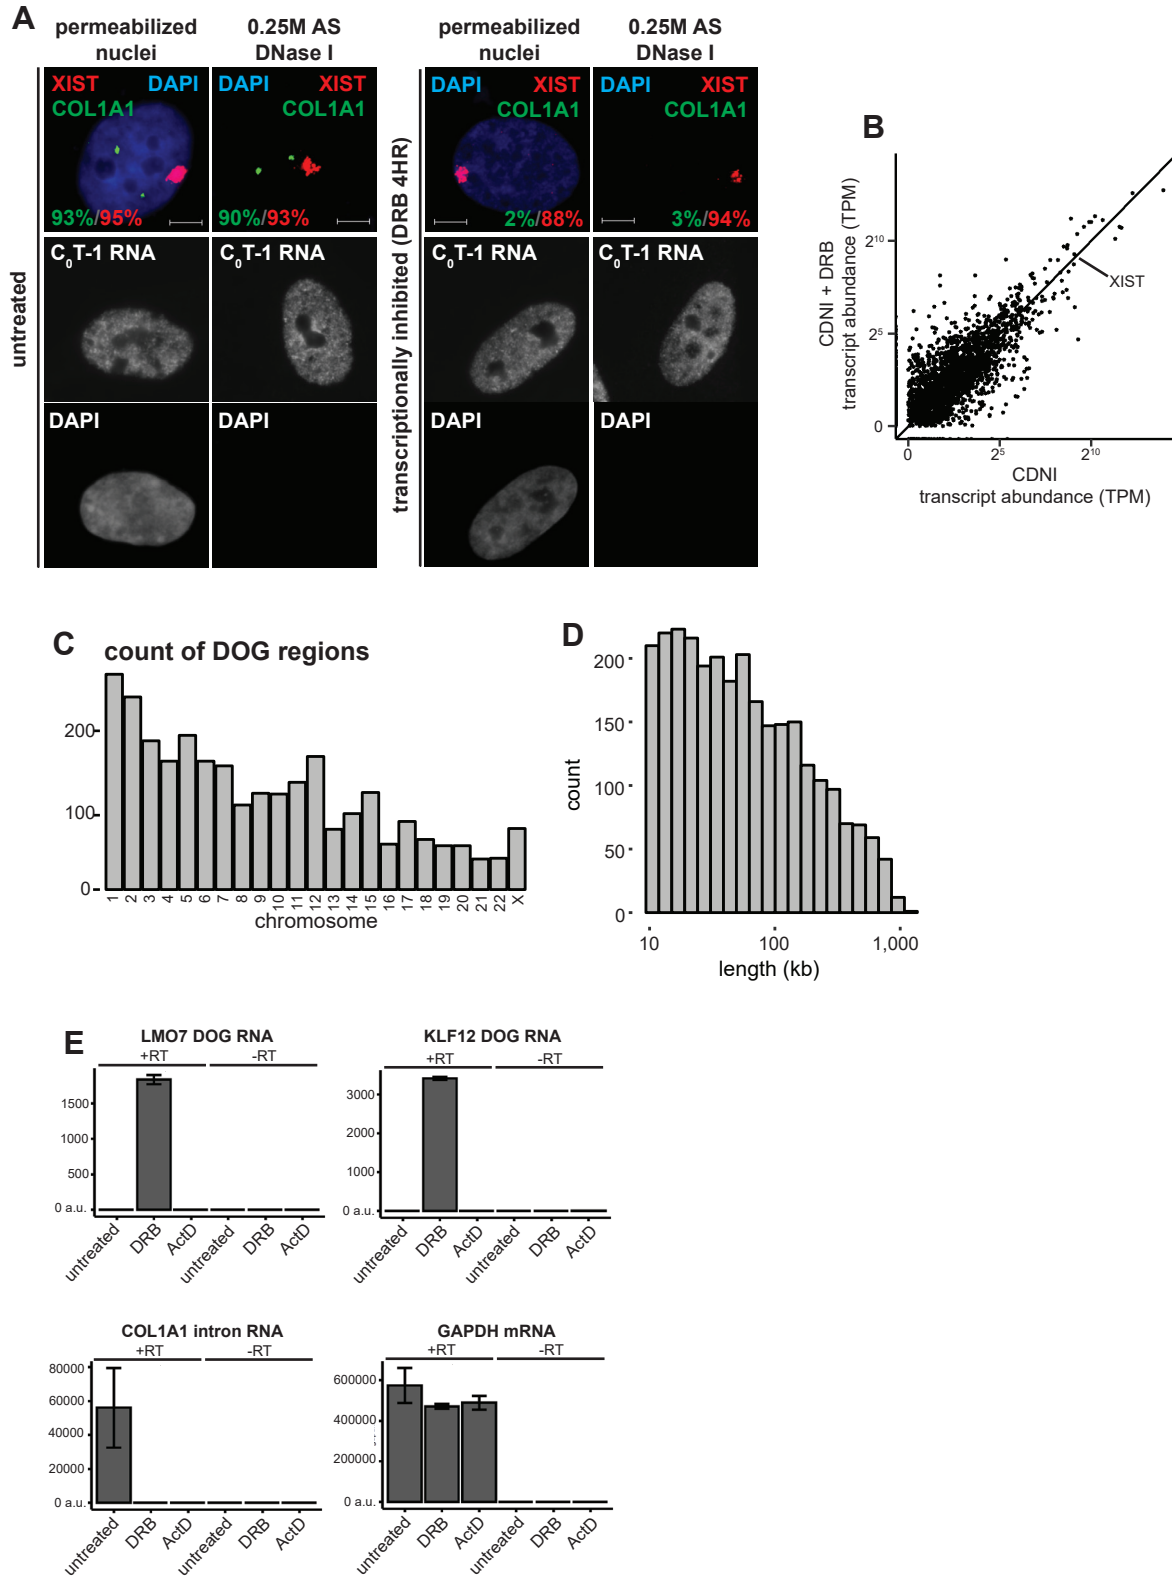 A
permeabilized nuclei
0.25M AS DNase I
permeabilized nuclei
0.25M AS DNase I
untreated
XIST DAPI
COL1A1
93%/95%
DAPI XIST
COL1A1
90%/93%
C0T-1 RNA
C0T-1 RNA
DAPI
DAPI
transcriptionally inhibited (DRB 4HR)
DAPI XIST
COL1A1
2%/88%
DAPI XIST
COL1A1
3%/94%
C0T-1 RNA
C0T-1 RNA
DAPI
DAPI
B
CDNI + DRB
transcript abundance (TPM)
2^10
2^5
0
XIST
0 2^5 2^10
CDNI
transcript abundance (TPM)
C
count of DOG regions
200
100
0
1 2 3 4 5 6 7 8 9 10 11 12 13 14 15 16 17 18 19 20 21 22 X
chromosome
D
200
150
100
50
0
count
10 100 1,000
length (kb)
E
LMO7 DOG RNA
+RT -RT
1500
1000
500
0 a.u.
untreated DRB ActD untreated DRB ActD
KLF12 DOG RNA
+RT -RT
3000
2000
1000
0 a.u.
untreated DRB ActD untreated DRB ActD
COL1A1 intron RNA
+RT -RT
80000
60000
40000
20000
0 a.u.
untreated DRB ActD untreated DRB ActD
GAPDH mRNA
+RT -RT
600000
400000
200000
0 a.u.
untreated DRB ActD untreated DRB ActD